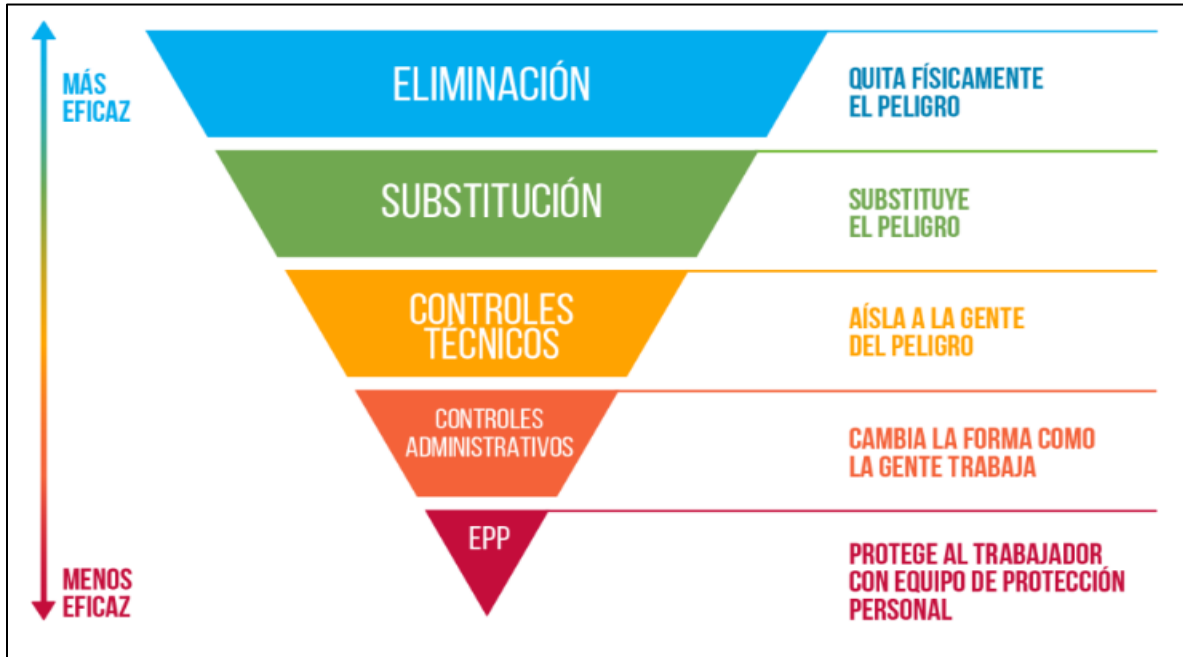 MÁS
EFICAZ
ELIMINACIÓN
QUITA FÍSICAMENTE
EL PELIGRO
SUBSTITUCIÓN
SUBSTITUYE
EL PELIGRO
CONTROLES
TÉCNICOS
AÍSLA A LA GENTE
DEL PELIGRO
CONTROLES
ADMINISTRATIVOS
CAMBIA LA FORMA COMO
LA GENTE TRABAJA
EPP
PROTEGE AL TRABAJADOR
CON EQUIPO DE PROTECCIÓN
PERSONAL
MENOS
EFICAZ